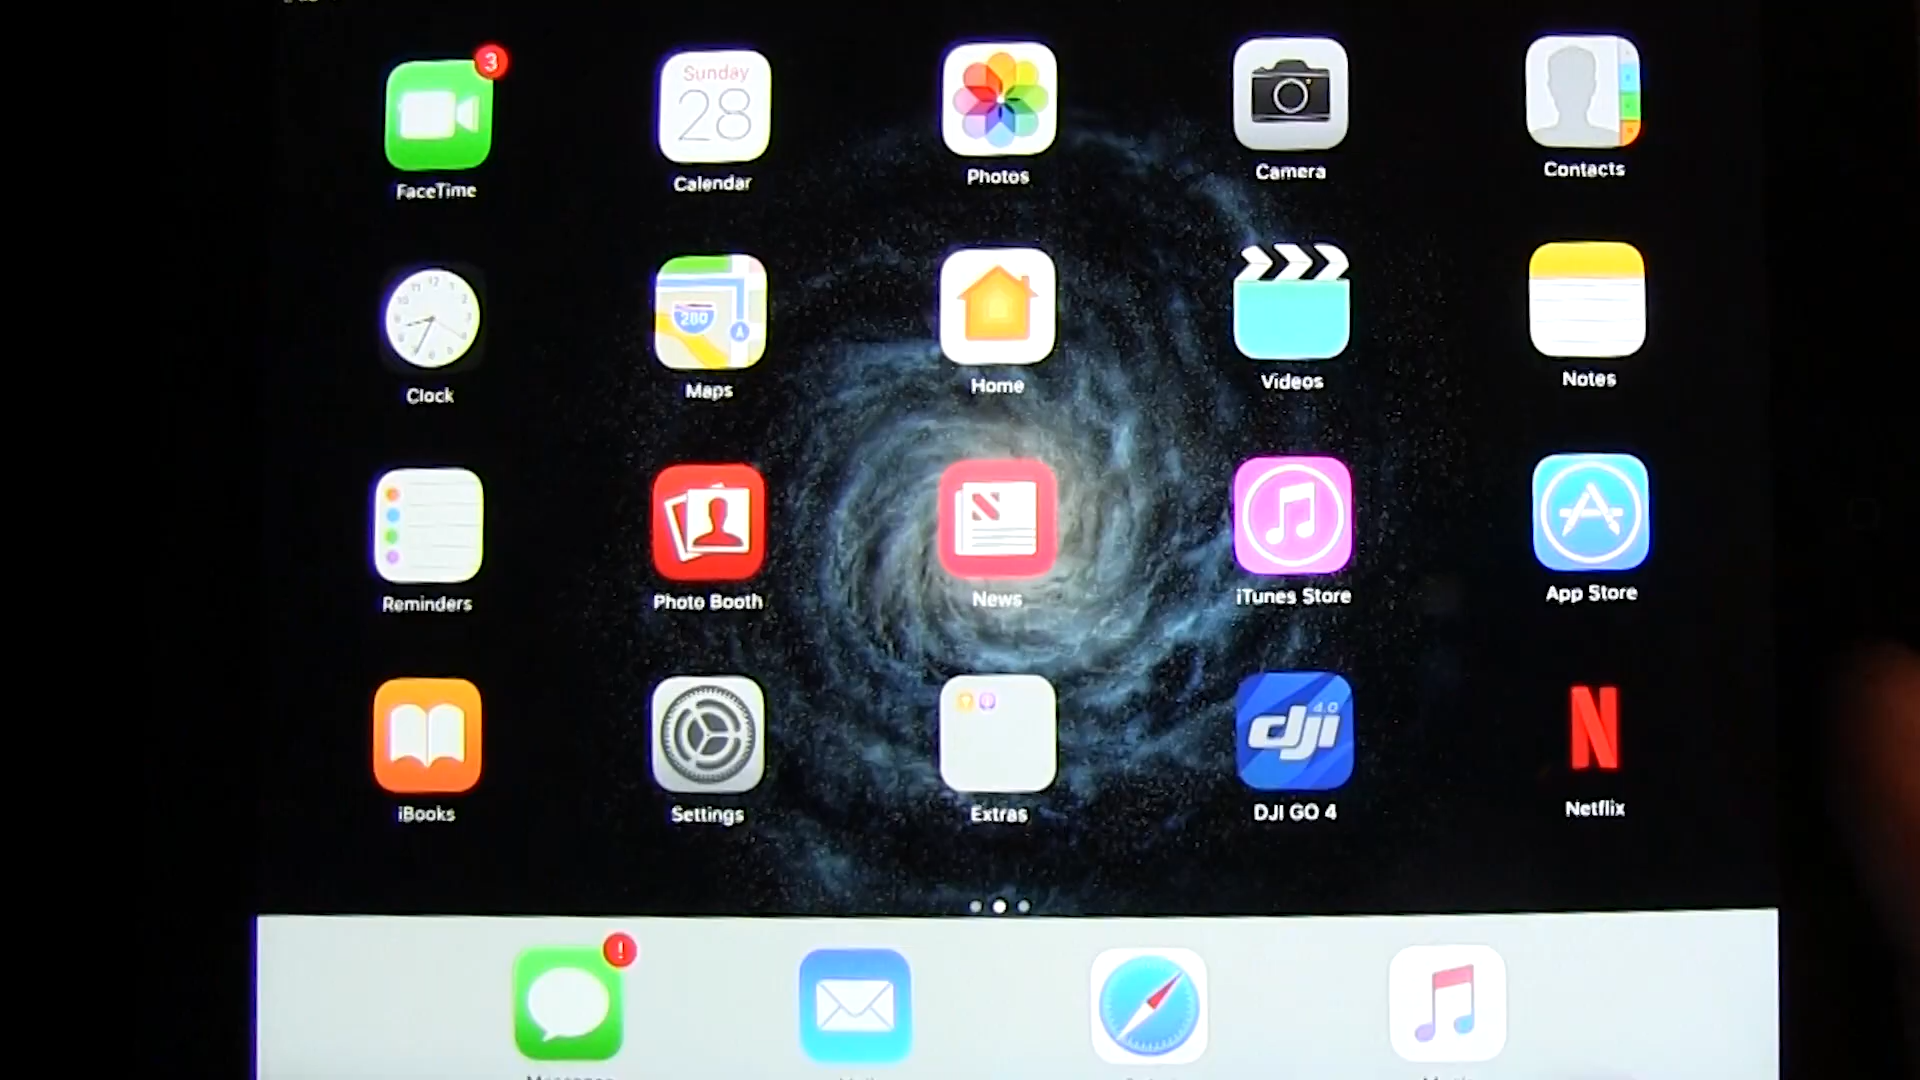 3
Sunday
28
FaceTime
Calendar
Photos
Camera
Contacts
280
A
Clock
Maps
Home
Videos
Notes
Reminders
Photo Booth
News
iTunes Store
App Store
4.0
dji
N
iBooks
Settings
Extras
DJI GO 4
Netflix
!